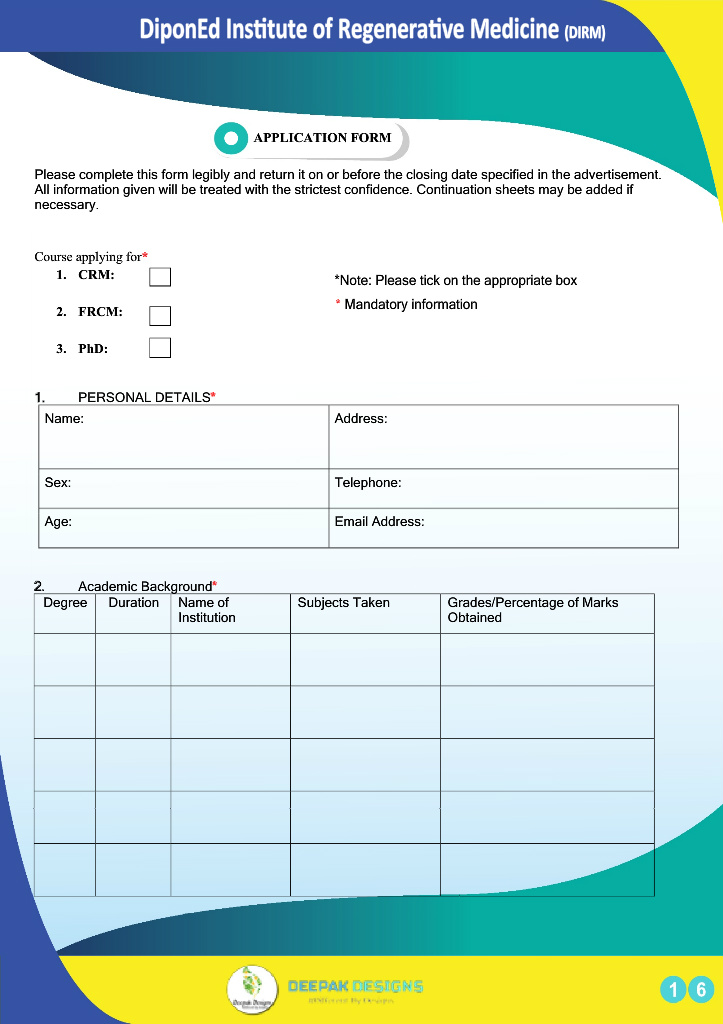 DiponEd Institute of Regenerative Medicine (DIRM)
APPLICATION FORM
Please complete this form legibly and return it on or before the closing date specified in the advertisement.
All information given will be treated with the strictest confidence. Continuation sheets may be added if
necessary.
Course applying for*
1. CRM:
*Note: Please tick on the appropriate box
* Mandatory information
2. FRCM:
3. PhD:
1. PERSONAL DETAILS*
Name:
Address:
Sex:
Telephone:
Age:
Email Address:
2. Academic Background*
Degree
Duration
Name of
Institution
Subjects Taken
Grades/Percentage of Marks
Obtained
DEEPAK DESIGNS
Deepak Designs
1 6